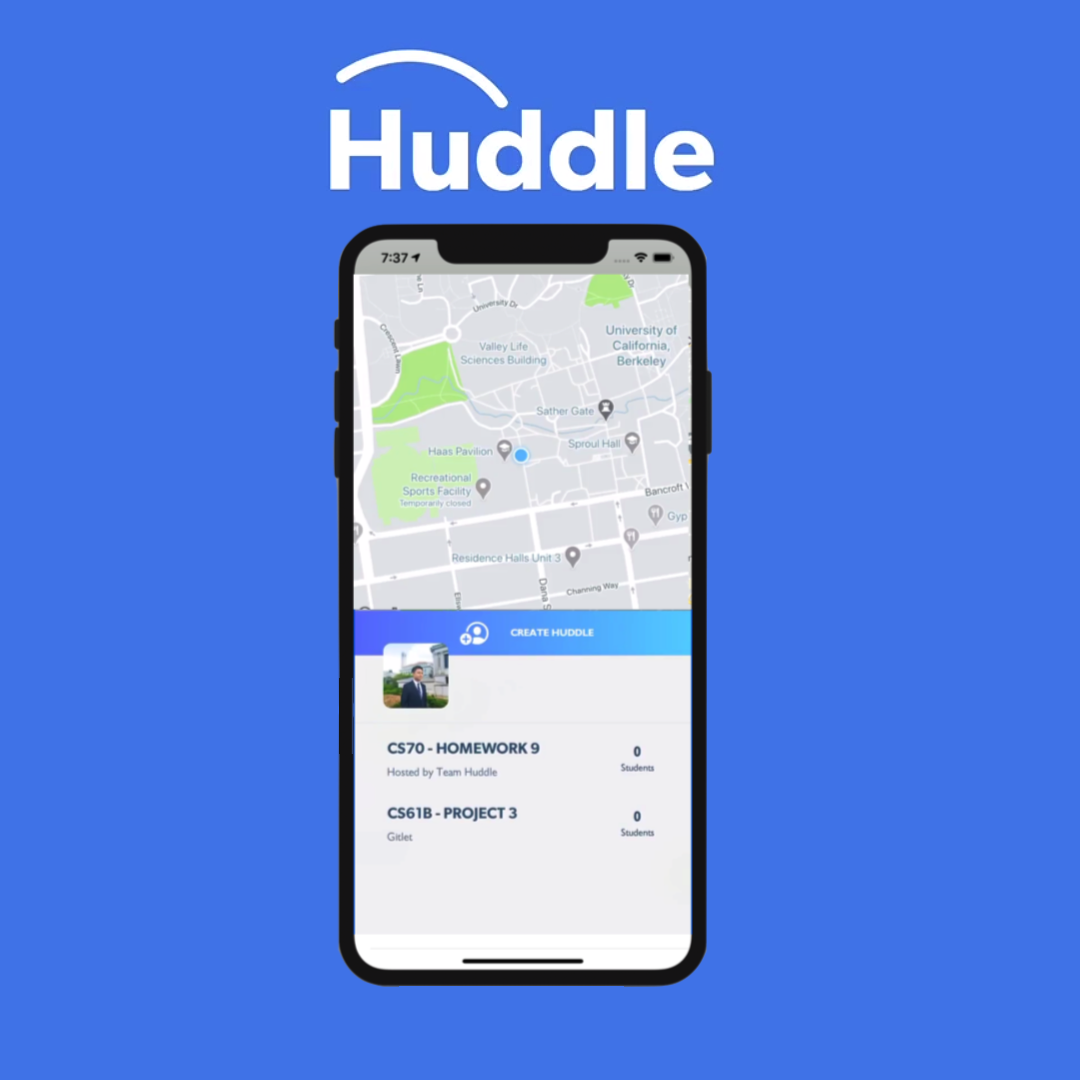 Huddle
7:37
University Dr
Crescent Lawn
Valley Life
Sciences Building
University of
California,
Berkeley
Sather Gate
Sproul Hall
Haas Pavilion
Recreational
Sports Facility
Temporarily closed
Bancroft
Gyp
Residence Halls Unit 3
Dana S
Channing Way
CREATE HUDDLE
CS70 - HOMEWORK 9
0
Hosted by Team Huddle
Students
CS61B - PROJECT 3
0
Gitlet
Students